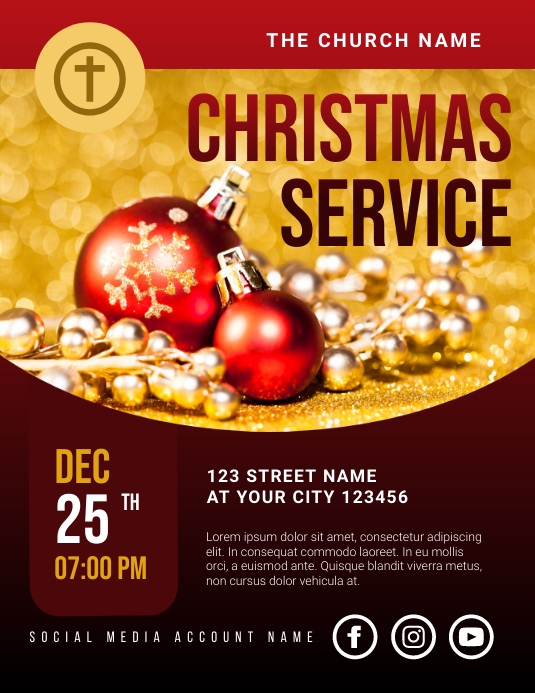 THE CHURCH NAME
CHRISTMAS
SERVICE
DEC
25 TH
07:00 PM
123 STREET NAME
AT YOUR CITY 123456
Lorem ipsum dolor sit amet, consectetur adipiscing
elit. In consequat commodo laoreet. In eu mollis
orci, a euismod ante. Quisque blandit viverra metus,
non cursus dolor vehicula at.
SOCIAL MEDIA ACCOUNT NAME